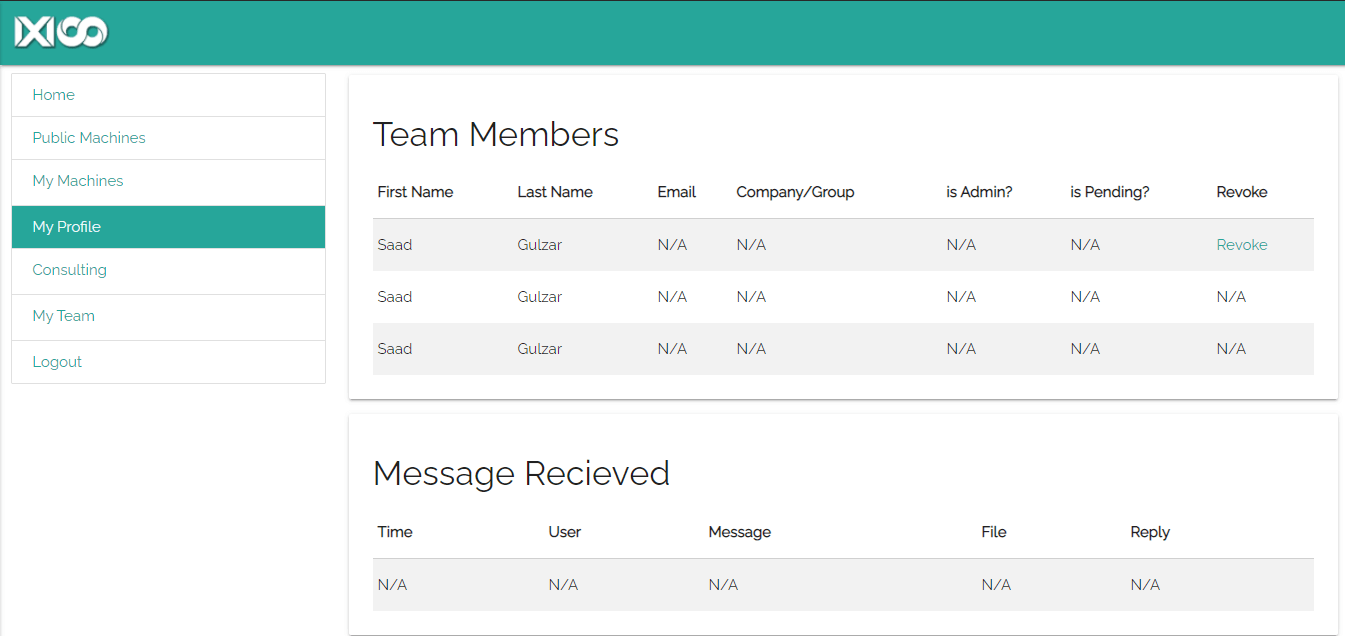 IXICO
Home
Public Machines
My Machines
My Profile
Consulting
My Team
Logout
Team Members
First Name Last Name Email Company/Group is Admin? is Pending? Revoke
Saad Gulzar N/A N/A N/A N/A Revoke
Saad Gulzar N/A N/A N/A N/A N/A
Saad Gulzar N/A N/A N/A N/A N/A
Message Recieved
Time User Message File Reply
N/A N/A N/A N/A N/A